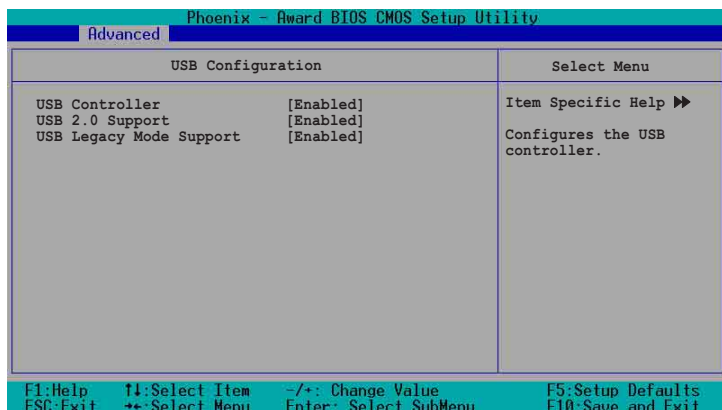 Phoenix - Award BIOS CMOS Setup Utility
Advanced
USB Configuration
Select Menu
USB Controller [Enabled]
USB 2.0 Support [Enabled]
USB Legacy Mode Support [Enabled]
Item Specific Help
Configures the USB
controller.
F1:Help ↑↓:Select Item -/+: Change Value F5:Setup Defaults
ESC:Exit →←:Select Menu Enter: Select SubMenu F10:Save and Exit